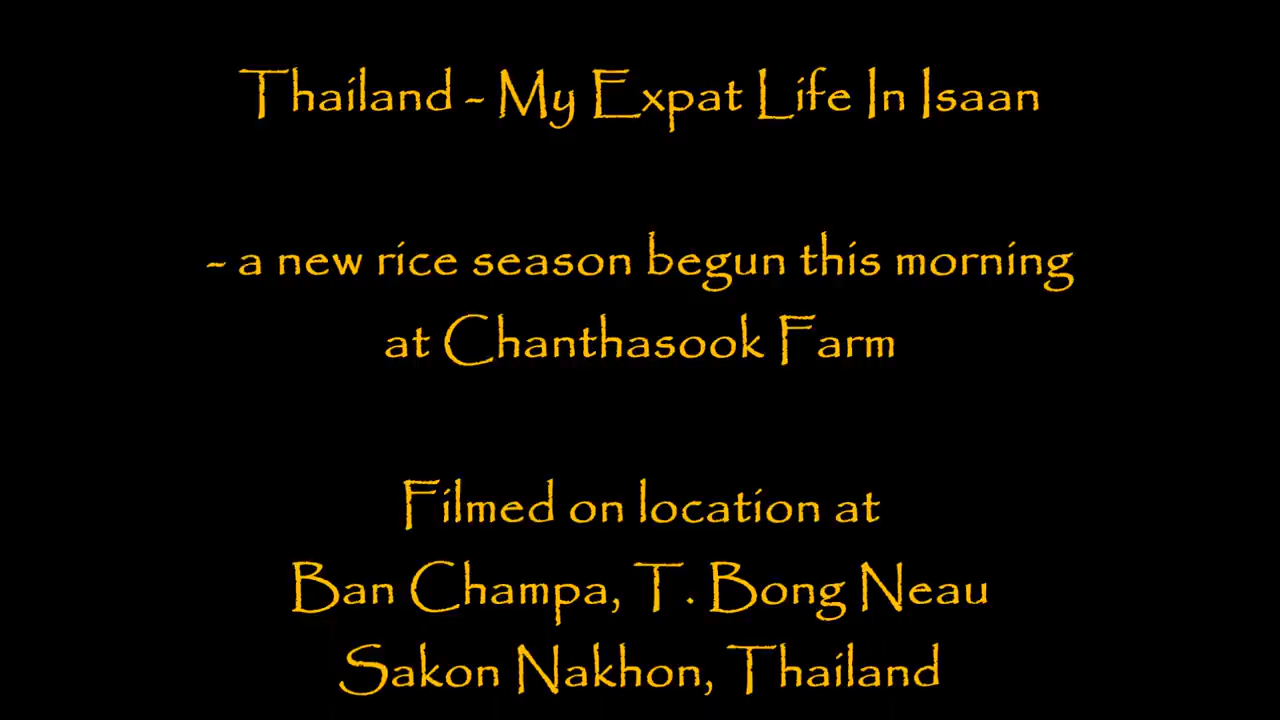 Thailand - My Expat Life In Isaan
- a new rice season begun this morning
at Chanthasook Farm
Filmed on location at
Ban Champa, T. Bong Neau
Sakon Nakhon, Thailand